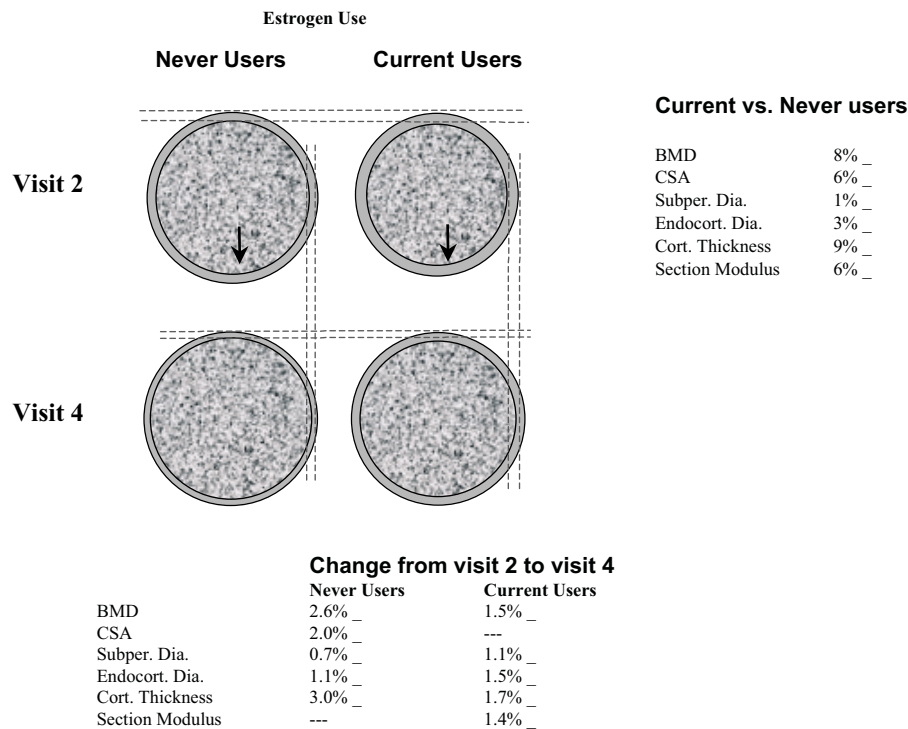 Estrogen Use
Never Users Current Users
Current vs. Never users
BMD 8% _
CSA 6% _
Subper. Dia. 1% _
Endocort. Dia. 3% _
Cort. Thickness 9% _
Section Modulus 6% _
Visit 2
Visit 4
Change from visit 2 to visit 4
Never Users Current Users
BMD 2.6% _ 1.5% _
CSA 2.0% _ ---
Subper. Dia. 0.7% _ 1.1% _
Endocort. Dia. 1.1% _ 1.5% _
Cort. Thickness 3.0% _ 1.7% _
Section Modulus --- 1.4% _